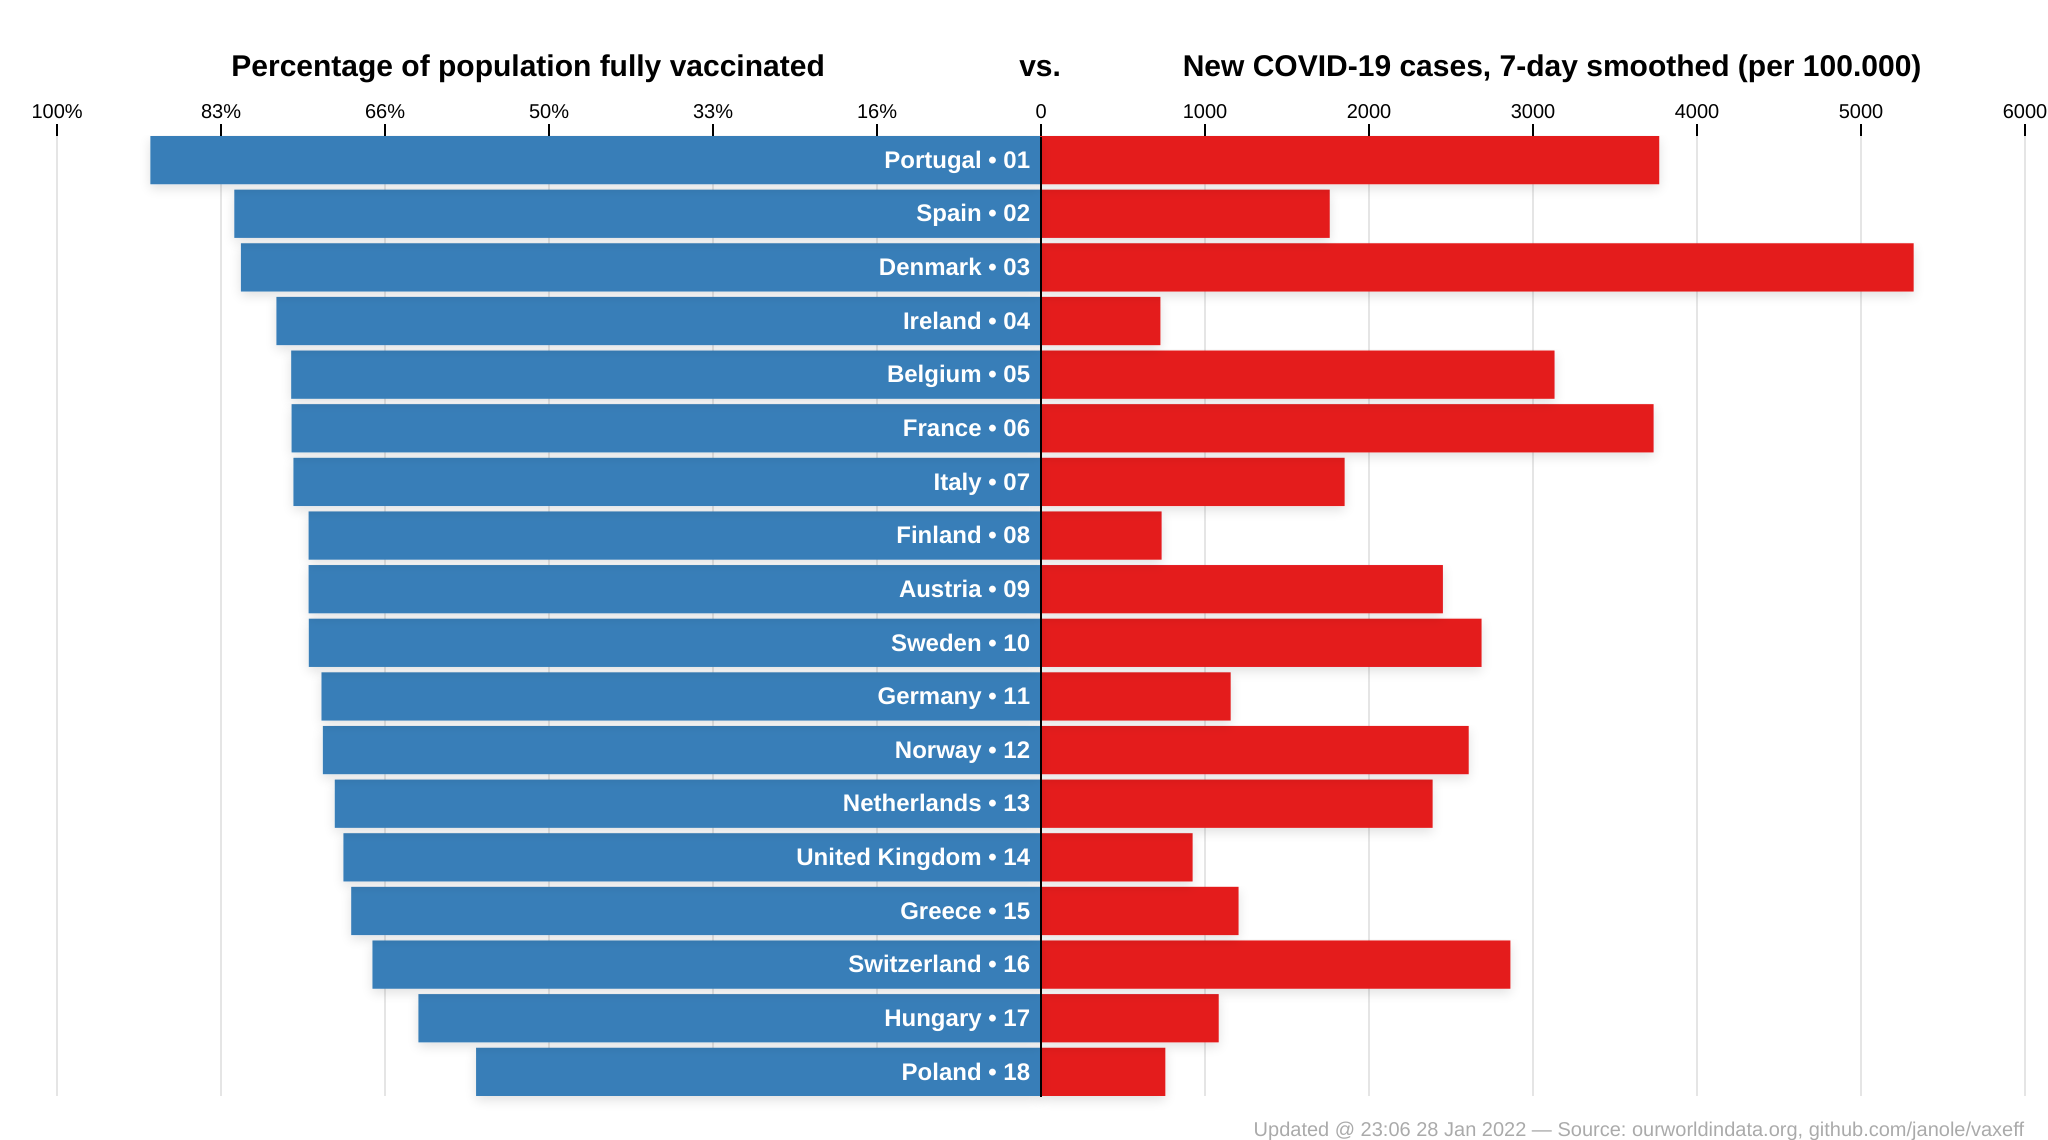 Percentage of population fully vaccinated vs. New COVID-19 cases, 7-day smoothed (per 100.000)
100% 83% 66% 50% 33% 16% 0 1000 2000 3000 4000 5000 6000
Portugal • 01
Spain • 02
Denmark • 03
Ireland • 04
Belgium • 05
France • 06
Italy • 07
Finland • 08
Austria • 09
Sweden • 10
Germany • 11
Norway • 12
Netherlands • 13
United Kingdom • 14
Greece • 15
Switzerland • 16
Hungary • 17
Poland • 18
Updated @ 23:06 28 Jan 2022 — Source: ourworldindata.org, github.com/janole/vaxeff